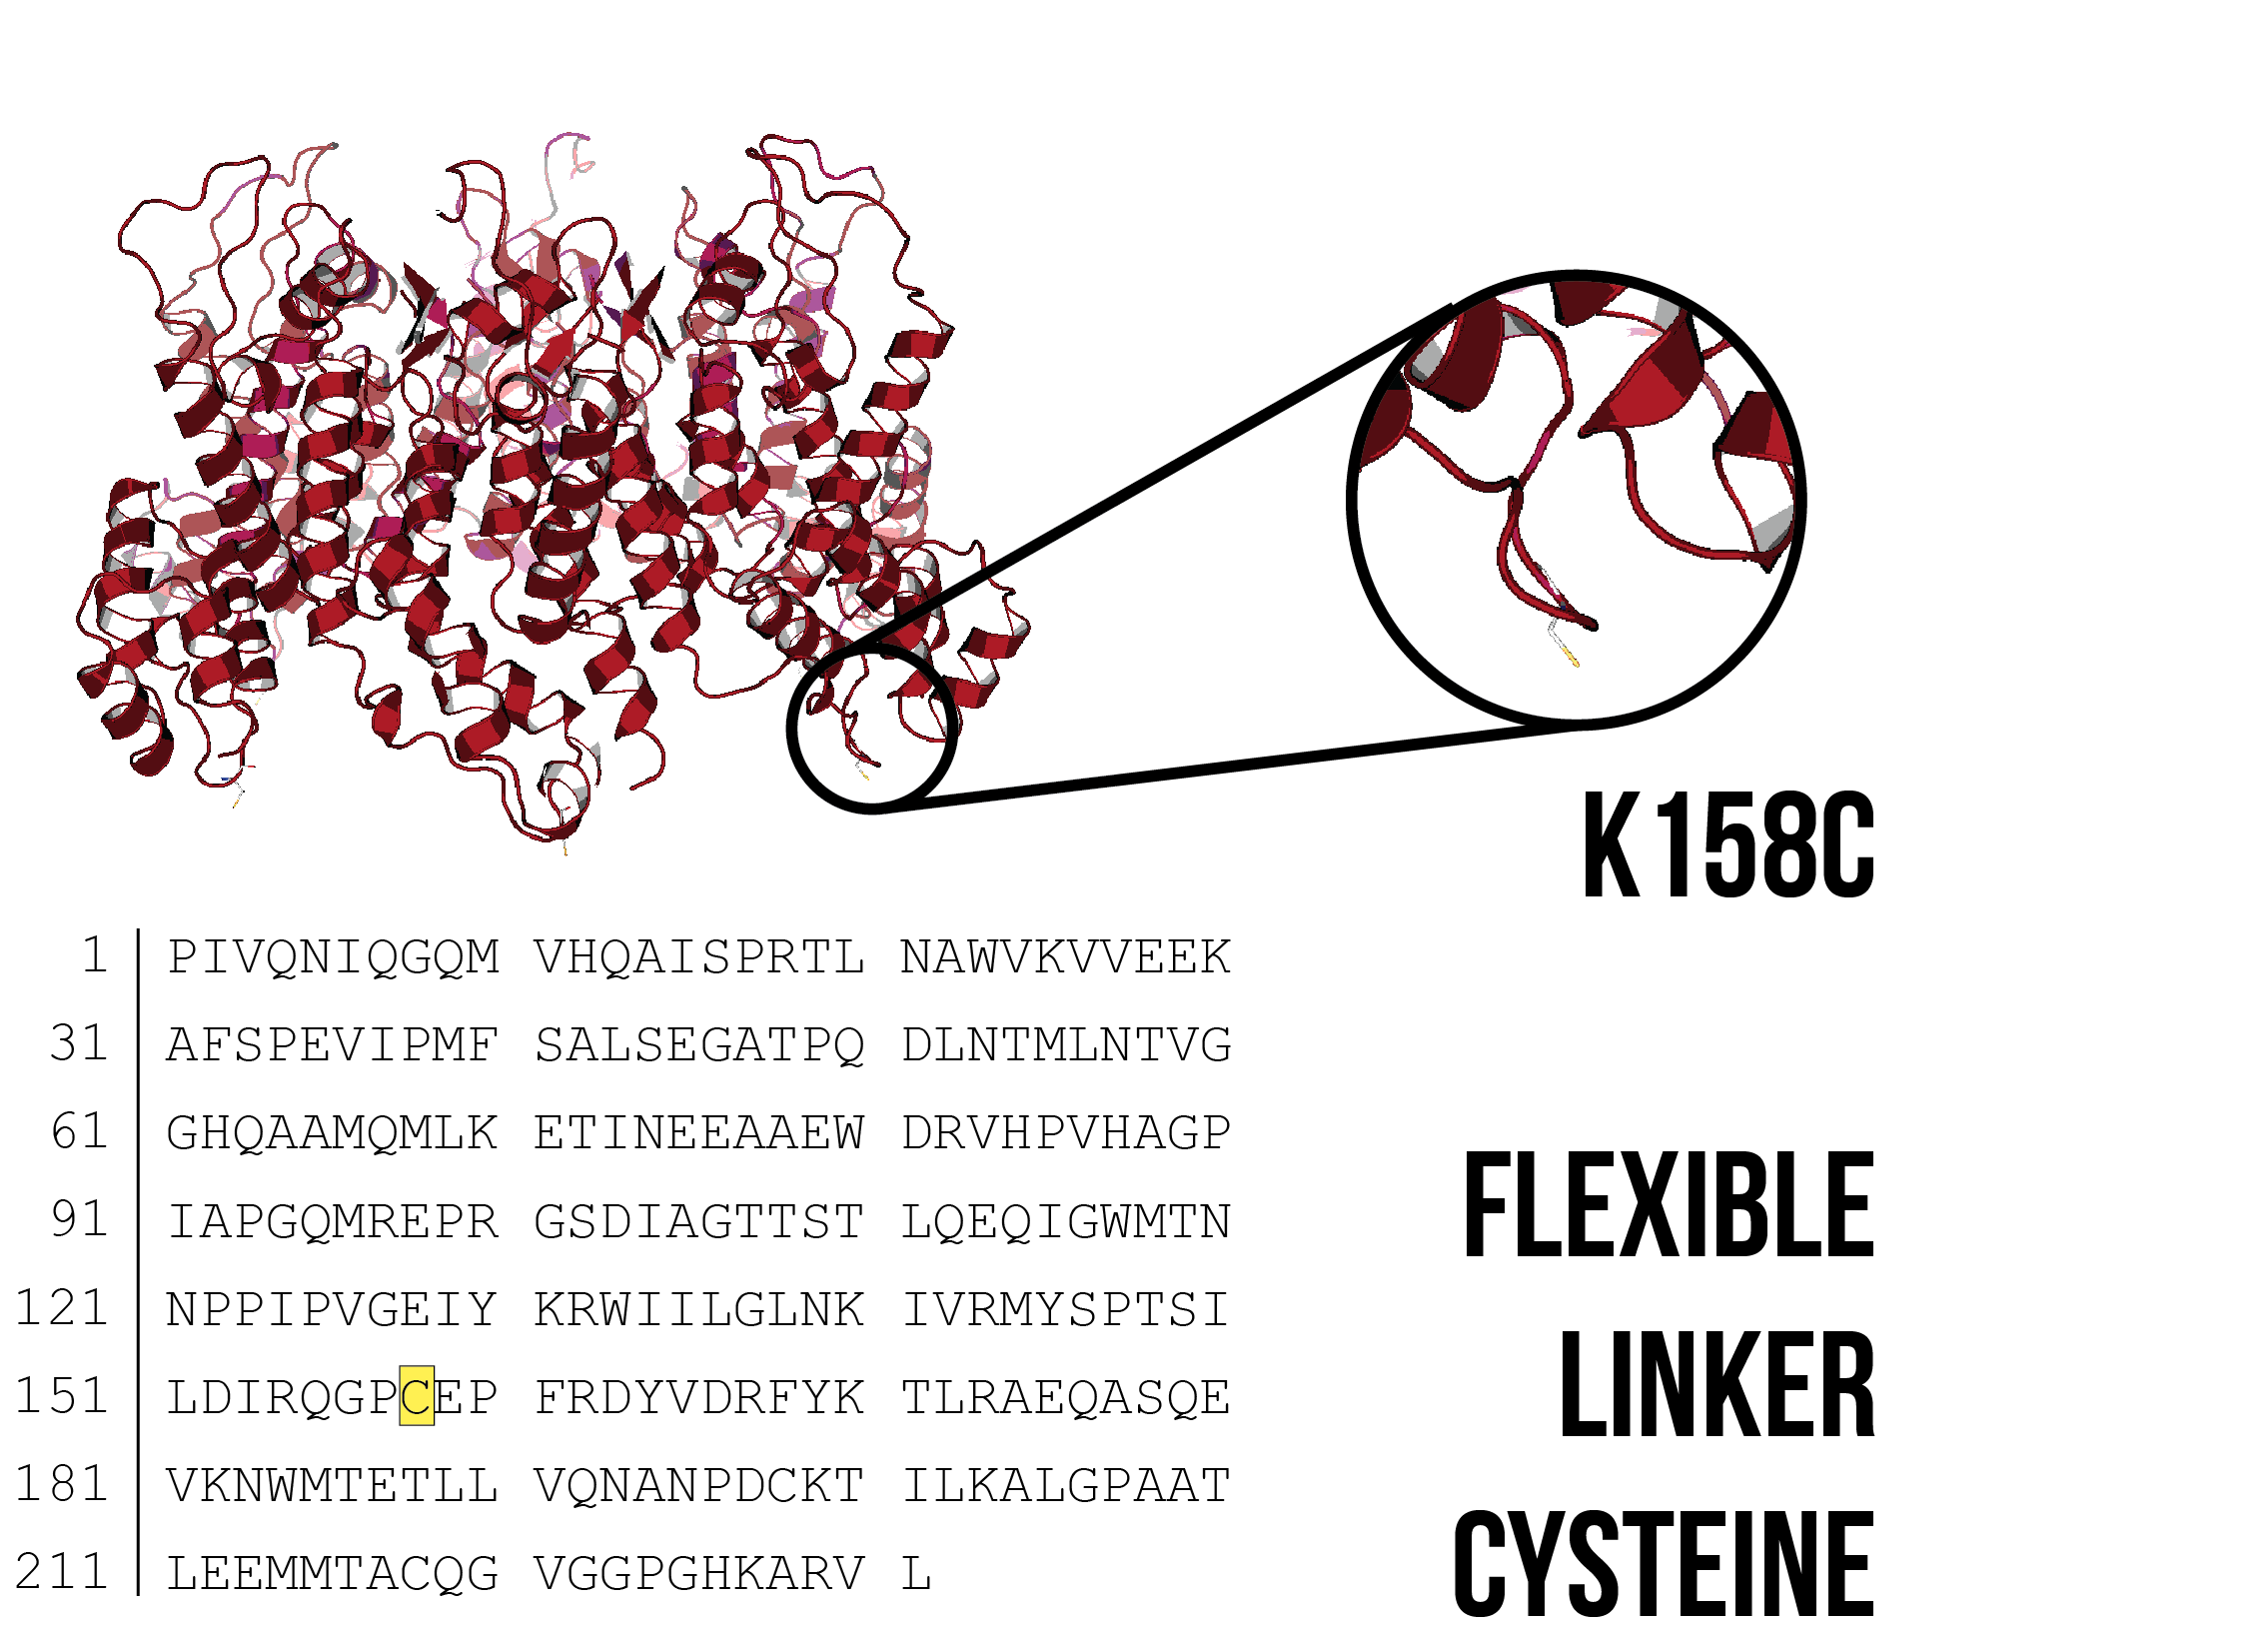 K158C
1 PIVQNIQGQM VHQAISPRTL NAWVKVVEEK
31 AFSPEVIPMF SALSEGATPQ DLNTMLNTVG
61 GHQAAMQMLK ETINEEAAEW DRVHPVHAGP
91 IAPGQMREPR GSDIAGTTST LQEQIGWMTN
121 NPPIPVGEIY KRWIILGLNK IVRMYSPTSI
151 LDIRQGPCEP FRDYVDRFYK TLRAEQASQE
181 VKNWMTETLL VQNANPDCKT ILKALGPAAT
211 LEEMMTACQG VGGPGHKARV L
FLEXIBLE
LINKER
CYSTEINE